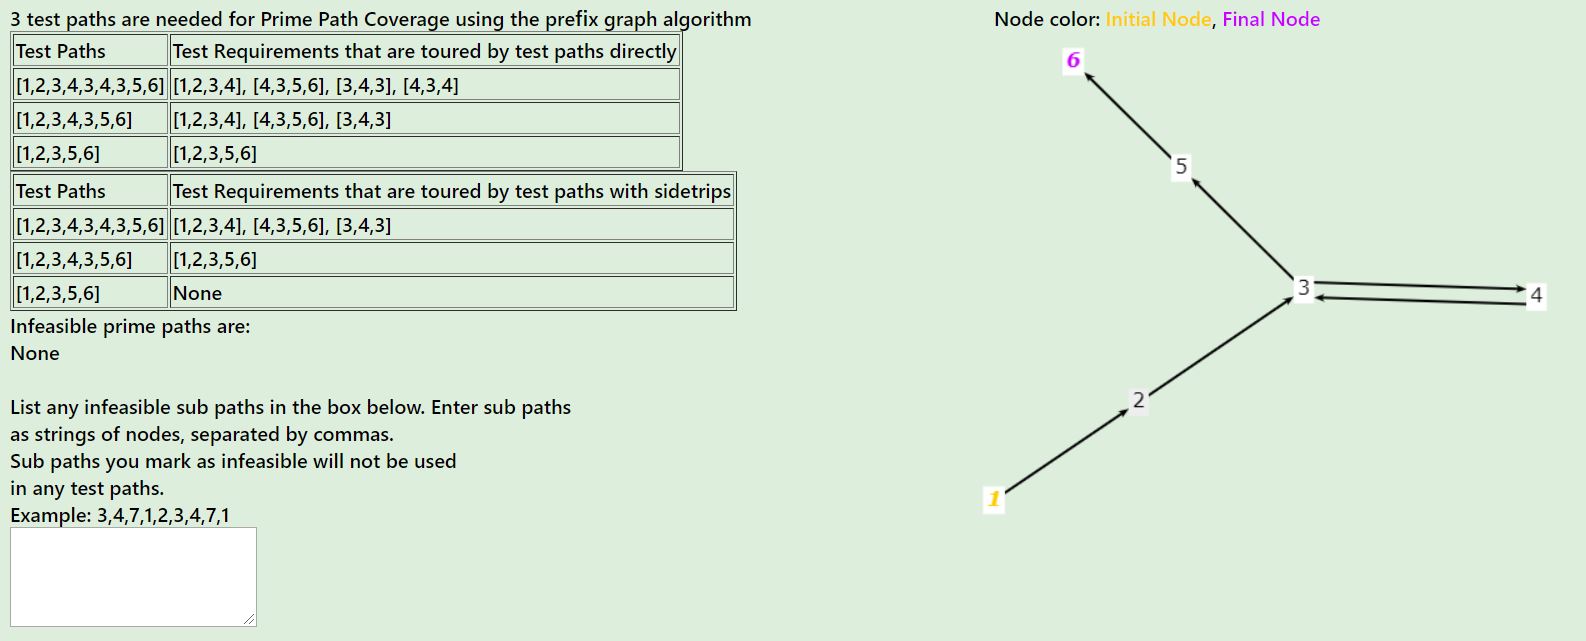 3 test paths are needed for Prime Path Coverage using the prefix graph algorithm
Test Paths Test Requirements that are toured by test paths directly
[1,2,3,4,3,4,3,5,6] [1,2,3,4], [4,3,5,6], [3,4,3], [4,3,4]
[1,2,3,4,3,5,6] [1,2,3,4], [4,3,5,6], [3,4,3]
[1,2,3,5,6] [1,2,3,5,6]
Test Paths Test Requirements that are toured by test paths with sidetrips
[1,2,3,4,3,4,3,5,6] [1,2,3,4], [4,3,5,6], [3,4,3]
[1,2,3,4,3,5,6] [1,2,3,5,6]
[1,2,3,5,6] None
Infeasible prime paths are:
None
List any infeasible sub paths in the box below. Enter sub paths
as strings of nodes, separated by commas.
Sub paths you mark as infeasible will not be used
in any test paths.
Example: 3,4,7,1,2,3,4,7,1
Node color: Initial Node, Final Node
6
5
3
4
2
1